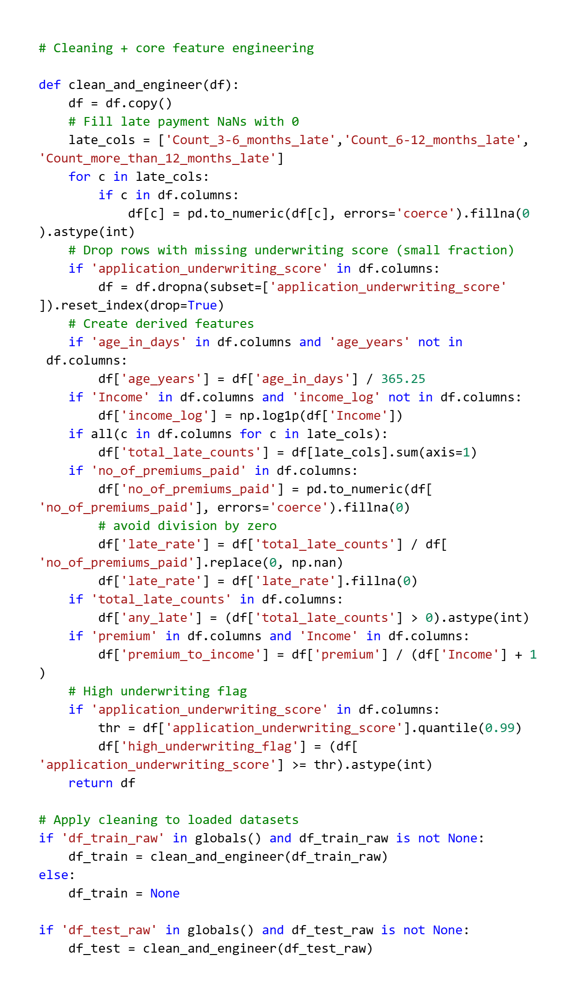 # Cleaning + core feature engineering

def clean_and_engineer(df):
    df = df.copy()
    # Fill late payment NaNs with 0
    late_cols = ['Count_3-6_months_late','Count_6-12_months_late',
'Count_more_than_12_months_late']
    for c in late_cols:
        if c in df.columns:
            df[c] = pd.to_numeric(df[c], errors='coerce').fillna(0
).astype(int)
    # Drop rows with missing underwriting score (small fraction)
    if 'application_underwriting_score' in df.columns:
        df = df.dropna(subset=['application_underwriting_score'
]).reset_index(drop=True)
    # Create derived features
    if 'age_in_days' in df.columns and 'age_years' not in
 df.columns:
        df['age_years'] = df['age_in_days'] / 365.25
    if 'Income' in df.columns and 'income_log' not in df.columns:
        df['income_log'] = np.log1p(df['Income'])
    if all(c in df.columns for c in late_cols):
        df['total_late_counts'] = df[late_cols].sum(axis=1)
    if 'no_of_premiums_paid' in df.columns:
        df['no_of_premiums_paid'] = pd.to_numeric(df[
'no_of_premiums_paid'], errors='coerce').fillna(0)
        # avoid division by zero
        df['late_rate'] = df['total_late_counts'] / df[
'no_of_premiums_paid'].replace(0, np.nan)
        df['late_rate'] = df['late_rate'].fillna(0)
    if 'total_late_counts' in df.columns:
        df['any_late'] = (df['total_late_counts'] > 0).astype(int)
    if 'premium' in df.columns and 'Income' in df.columns:
        df['premium_to_income'] = df['premium'] / (df['Income'] + 1
)
    # High underwriting flag
    if 'application_underwriting_score' in df.columns:
        thr = df['application_underwriting_score'].quantile(0.99)
        df['high_underwriting_flag'] = (df[
'application_underwriting_score'] >= thr).astype(int)
    return df

# Apply cleaning to loaded datasets
if 'df_train_raw' in globals() and df_train_raw is not None:
    df_train = clean_and_engineer(df_train_raw)
else:
    df_train = None

if 'df_test_raw' in globals() and df_test_raw is not None:
    df_test = clean_and_engineer(df_test_raw)